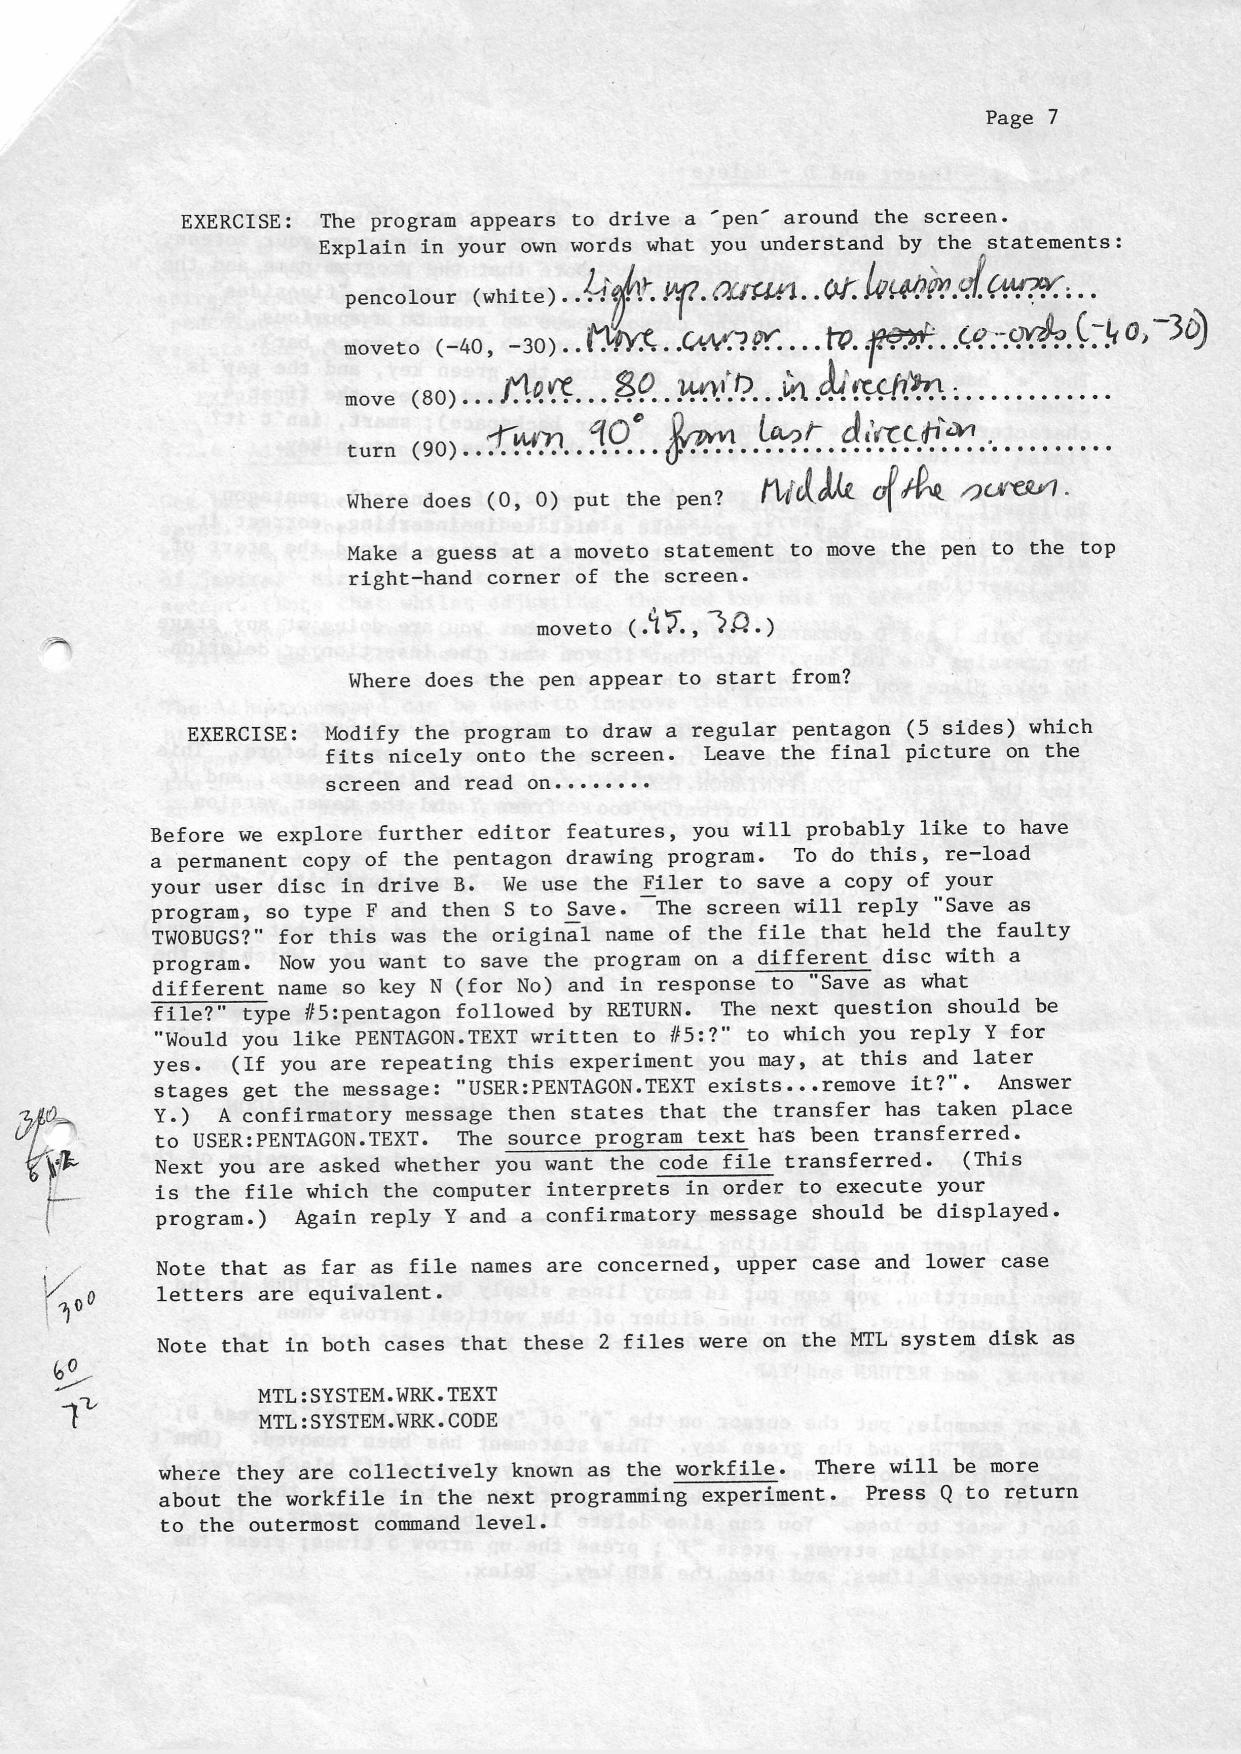 Page 7
EXERCISE: The program appears to drive a ´pen´ around the screen.
Explain in your own words what you understand by the statements:
pencolour (white)..Light up screen at location of cursor.
moveto (-40, -30)..Move cursor to post co-ords (-40,-30)
move (80)...Move 80 units in direction.
turn (90)...turn 90° from last direction.
Where does (0, 0) put the pen? Middle of the screen.
Make a guess at a moveto statement to move the pen to the top
right-hand corner of the screen.
moveto (.45., 30.)
Where does the pen appear to start from?
EXERCISE: Modify the program to draw a regular pentagon (5 sides) which
fits nicely onto the screen. Leave the final picture on the
screen and read on........
Before we explore further editor features, you will probably like to have
a permanent copy of the pentagon drawing program. To do this, re-load
your user disc in drive B. We use the Filer to save a copy of your
program, so type F and then S to Save. The screen will reply "Save as
TWOBUGS?" for this was the original name of the file that held the faulty
program. Now you want to save the program on a different disc with a
different name so key N (for No) and in response to "Save as what
file?" type #5:pentagon followed by RETURN. The next question should be
"Would you like PENTAGON.TEXT written to #5:?" to which you reply Y for
yes. (If you are repeating this experiment you may, at this and later
stages get the message: "USER:PENTAGON.TEXT exists...remove it?". Answer
Y.) A confirmatory message then states that the transfer has taken place
to USER:PENTAGON.TEXT. The source program text has been transferred.
Next you are asked whether you want the code file transferred. (This
is the file which the computer interprets in order to execute your
program.) Again reply Y and a confirmatory message should be displayed.
Note that as far as file names are concerned, upper case and lower case
letters are equivalent.
300
Note that in both cases that these 2 files were on the MTL system disk as
60
72
MTL:SYSTEM.WRK.TEXT
MTL:SYSTEM.WRK.CODE
where they are collectively known as the workfile. There will be more
about the workfile in the next programming experiment. Press Q to return
to the outermost command level.